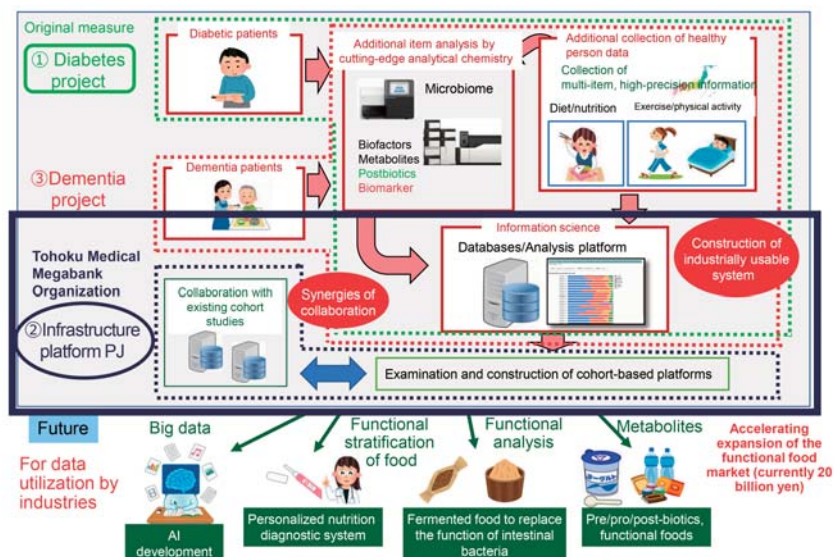 Original measure
① Diabetes
project
Diabetic patients
Additional item analysis by
cutting-edge analytical chemistry
Microbiome
Biofactors
Metabolites
Postbiotics
Biomarker
Additional collection of healthy
person data
Collection of
multi-item, high-precision information
Diet/nutrition
Exercise/physical activity
③Dementia
project
Dementia patients
Tohoku Medical
Megabank
Organization
②Infrastructure
platform PJ
Collaboration with
existing cohort
studies
Synergies of
collaboration
Information science
Databases/Analysis platform
Construction of
industrially usable
system
Examination and construction of cohort-based platforms
Future
For data
utilization by
industries
Big data
AI
development
Functional
stratification
of food
Personalized nutrition
diagnostic system
Functional
analysis
Fermented food to replace
the function of intestinal
bacteria
Metabolites
ヨーグルト
Pre/pro/post-biotics,
functional foods
Accelerating
expansion of the
functional food
market (currently 20
billion yen)